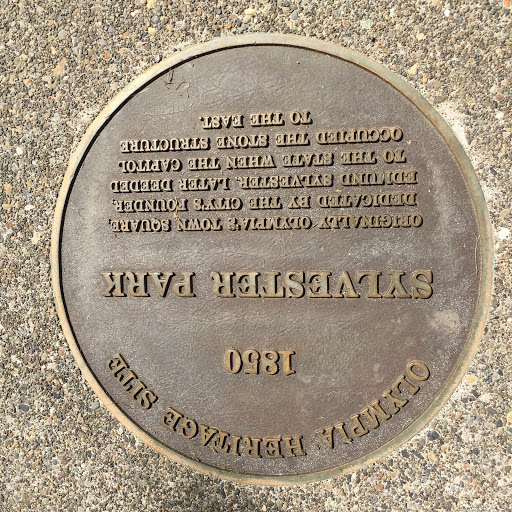 OLYMPIA HERITAGE SITE
1850
SYLVESTER PARK
ORIGINALLY OLYMPIA'S TOWN SQUARE,
DEDICATED BY THE CITY'S FOUNDER,
EDMUND SYLVESTER. LATER DEEDED
TO THE STATE WHEN THE CAPITOL
OCCUPIED THE STONE STRUCTURE
TO THE EAST.